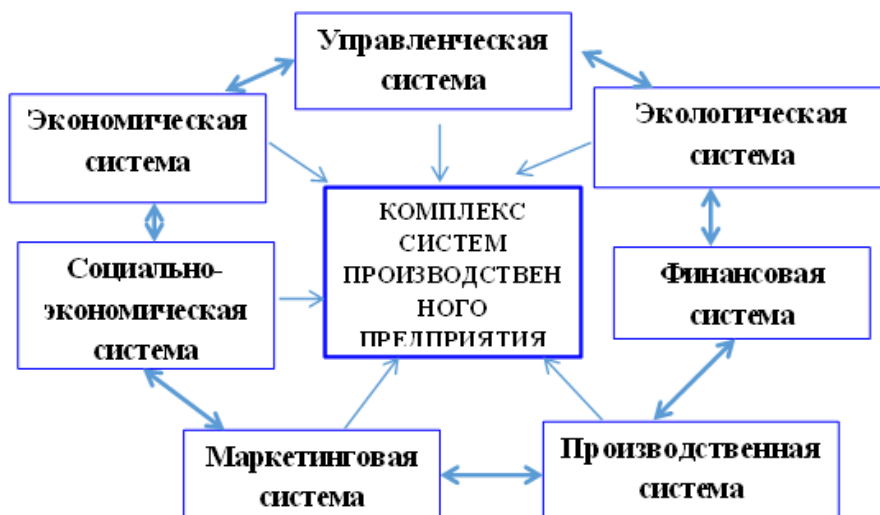 Управленческая
система
Экономическая
система
Экологическая
система
КОМПЛЕКС
СИСТЕМ
ПРОИЗВОДСТВЕН
НОГО
ПРЕДПРИЯТИЯ
Социально-
экономическая
система
Финансовая
система
Маркетинговая
система
Производственная
система